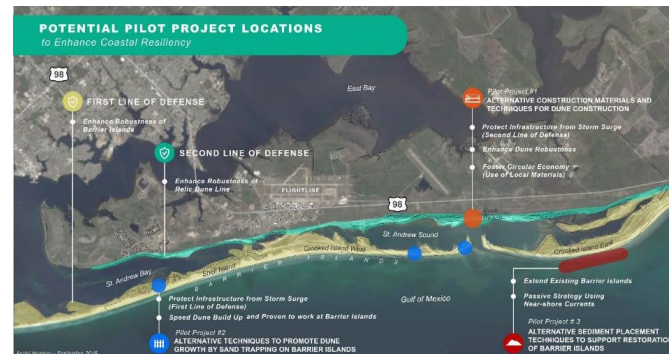 POTENTIAL PILOT PROJECT LOCATIONS
to Enhance Coastal Resiliency
98
FIRST LINE OF DEFENSE
Enhance Robustness of
Barrier Islands
SECOND LINE OF DEFENSE
Enhance Robustness of
Relic Dune Line
East Bay
FLIGHTLINE
98
Pilot Project #1
ALTERNATIVE CONSTRUCTION MATERIALS AND
TECHNIQUES FOR DUNE CONSTRUCTION
Protect Infrastructure from Storm Surge
(Second Line of Defense)
Enhance Dune Robustness
Foster Circular Economy
(Use of Local Materials)
St. Andrew Bay
Shell Island
Crooked Island West
BARRIER ISLANDS
St. Andrew Sound
Crooked Island East
Gulf of Mexico
Protect Infrastructure from Storm Surge
(First Line of Defense)
Speed Dune Build Up and Proven to work at Barrier Islands
Pilot Project #2
ALTERNATIVE TECHNIQUES TO PROMOTE DUNE
GROWTH BY SAND TRAPPING ON BARRIER ISLANDS
Extend Existing Barrier islands
Passive Strategy Using
Near-shore Currents
Pilot Project # 3
ALTERNATIVE SEDIMENT PLACEMENT
TECHNIQUES TO SUPPORT RESTORATION
OF BARRIER ISLANDS